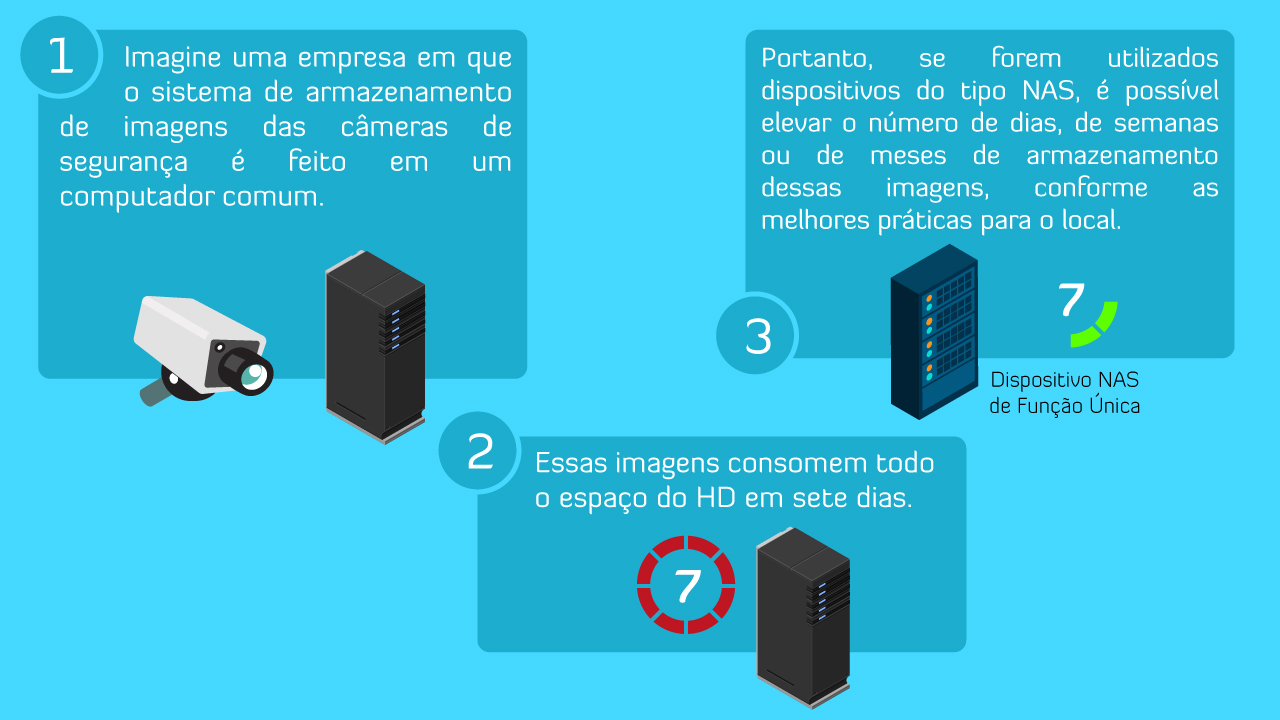 1
Imagine uma empresa em que
o sistema de armazenamento
de imagens das câmeras de
segurança é feito em um
computador comum.
2
Essas imagens consomem todo
o espaço do HD em sete dias.
7
3
Portanto, se forem utilizados
dispositivos do tipo NAS, é possível
elevar o número de dias, de semanas
ou de meses de armazenamento
dessas imagens, conforme as
melhores práticas para o local.
7
Dispositivo NAS
de Função Única